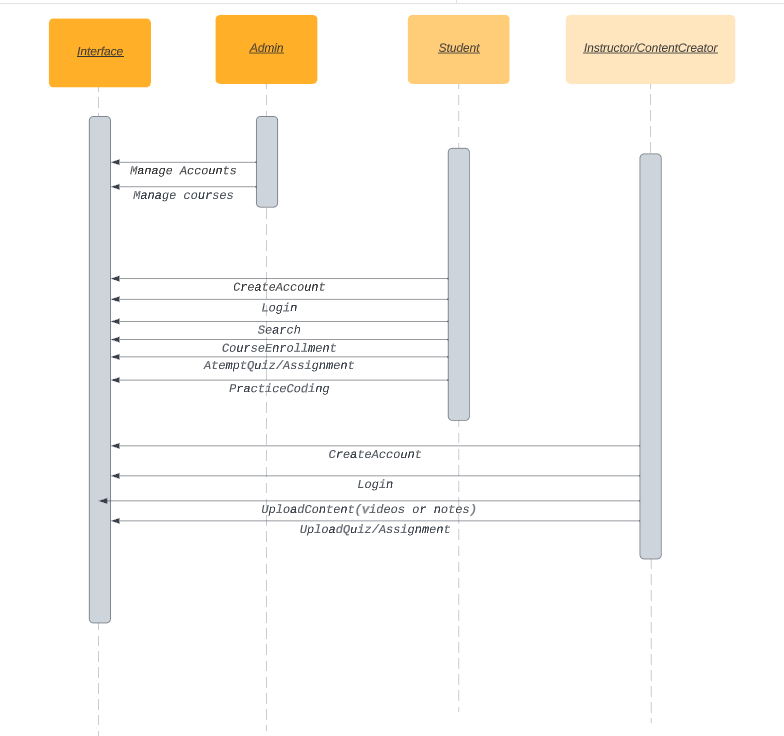 Interface
Admin
Student
Instructor/ContentCreator
Manage Accounts
Manage courses
CreateAccount
Login
Search
CourseEnrollment
AtemptQuiz/Assignment
PracticeCoding
CreateAccount
Login
UploadContent(videos or notes)
UploadQuiz/Assignment